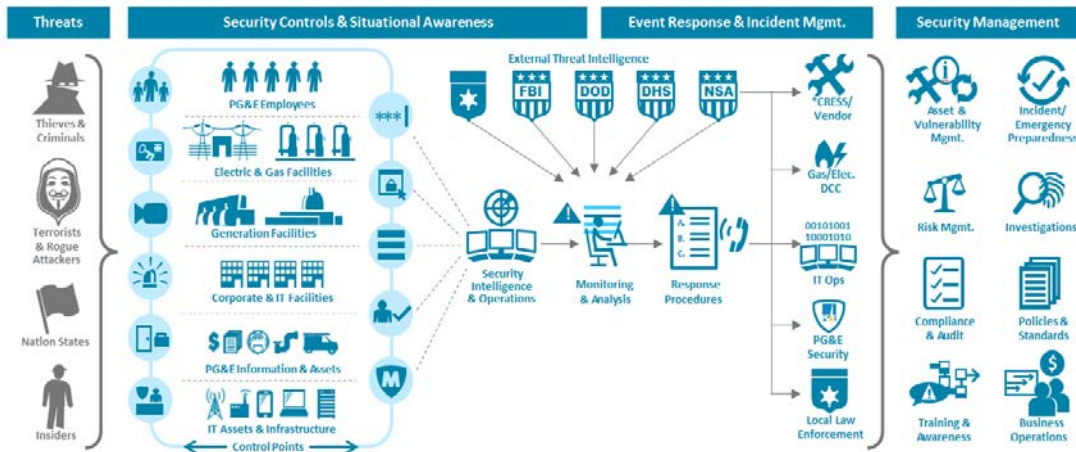 Threats
Security Controls & Situational Awareness
Event Response & Incident Mgmt.
Security Management
Thieves &
Criminals
Terrorists
& Rogue
Attackers
Nation States
Insiders
PG&E Employees
Electric & Gas Facilities
Generation Facilities
Corporate & IT Facilities
$
PG&E Information & Assets
IT Assets & Infrastructure
Control Points
***|
M
External Threat Intelligence
FBI
DOD
DHS
NSA
Security
Intelligence
& Operations
Monitoring
& Analysis
A.
B.
C.
Response
Procedures
*CRESS/
Vendor
Gas/Elec.
DCC
00101001
10001010
IT Ops
PG&E
Security
Local Law
Enforcement
Asset &
Vulnerability
Mgmt.
Incident/
Emergency
Preparedness
Risk Mgmt.
Investigations
Compliance
& Audit
Policies &
Standards
Training &
Awareness
$
Business
Operations